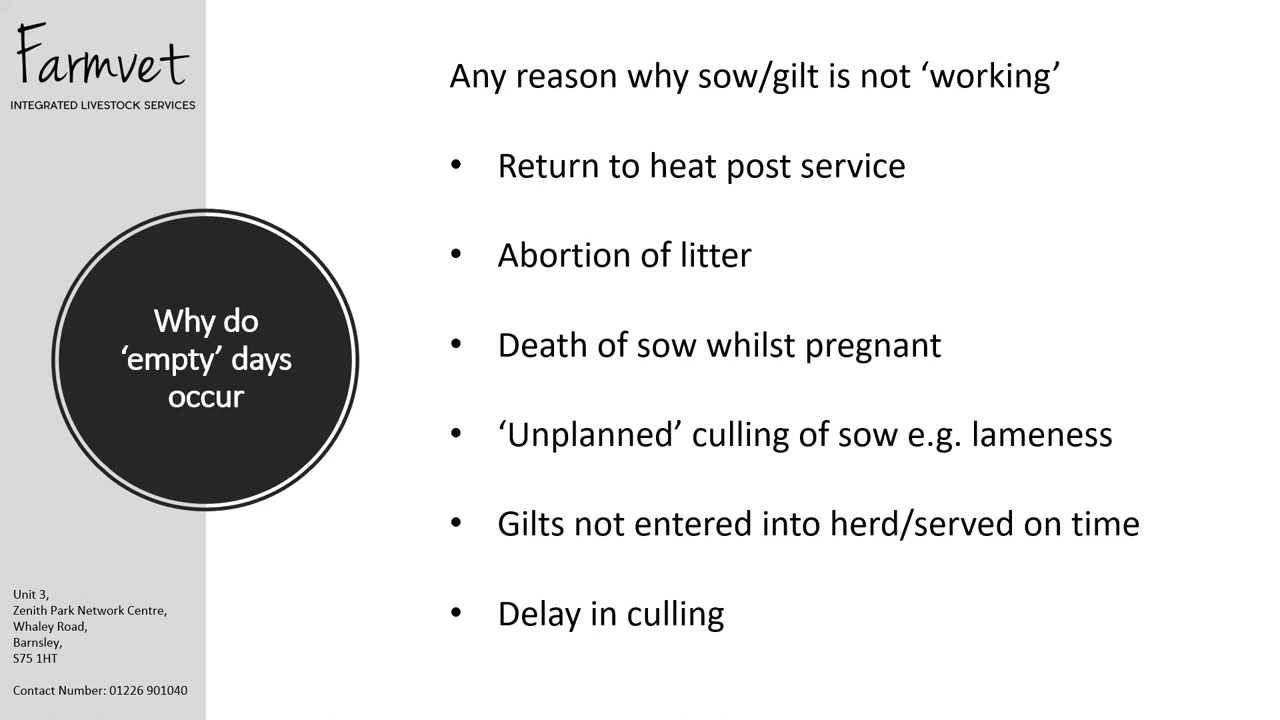 Farmvet
INTEGRATED LIVESTOCK SERVICES
Why do
‘empty’ days
occur
Any reason why sow/gilt is not ‘working’
• Return to heat post service
• Abortion of litter
• Death of sow whilst pregnant
• ‘Unplanned’ culling of sow e.g. lameness
• Gilts not entered into herd/served on time
• Delay in culling
Unit 3,
Zenith Park Network Centre,
Whaley Road,
Barnsley,
S75 1HT
Contact Number: 01226 901040